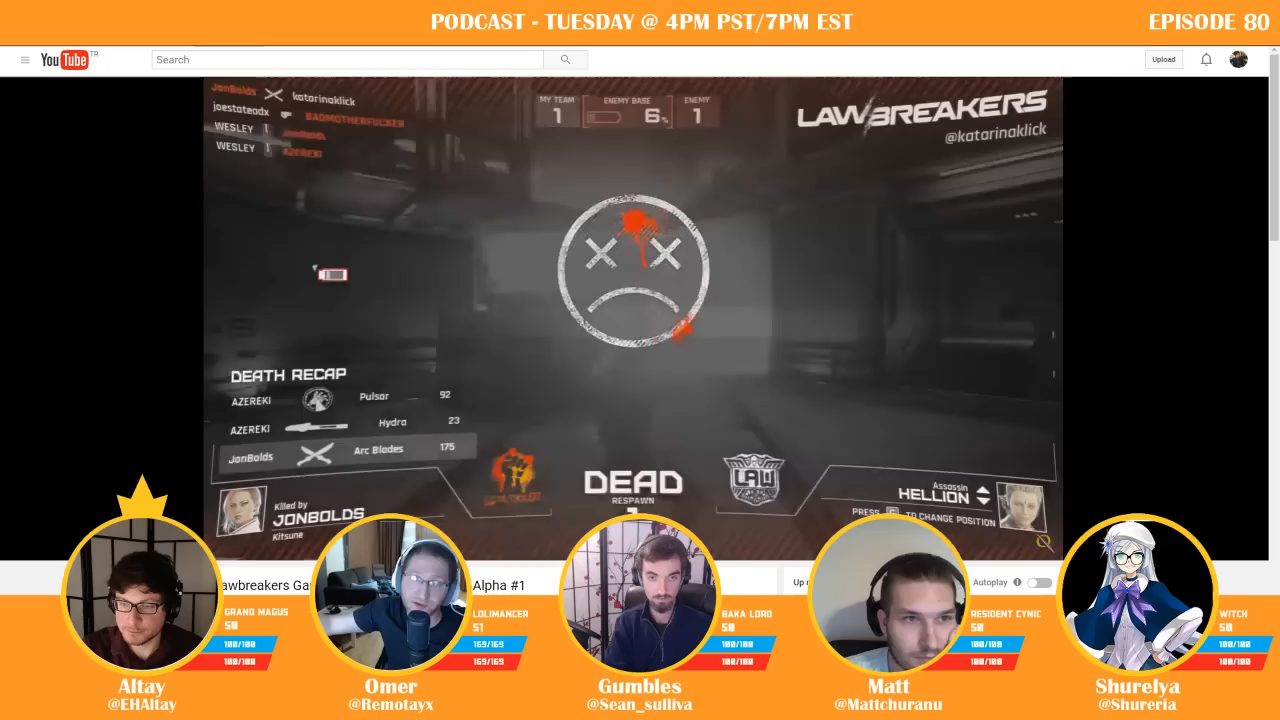 PODCAST - TUESDAY @ 4PM PST/7PM EST
EPISODE 80
YouTube TR
Search
Upload
JonBolds katarinaklick
joestateadx BADMOTHERFUCKER
WESLEY JonBolds
WESLEY AZEREKI
MY TEAM
1
ENEMY BASE
6%
ENEMY
1
LAWBREAKERS
@katarinaklick
DEATH RECAP
AZEREKI Pulsar 92
AZEREKI Hydra 23
JonBolds Arc Blades 175
Killed by
JONBOLDS
Kitsune
DEAD
RESPAWN
LAW
Assassin
HELLION
PRESS TO CHANGE POSITION
awbreakers Ga
Alpha #1
Up n
Autoplay
GRAND MAGUS
50
100/100
100/100
LOLIMANCER
51
169/169
169/169
BAKA LORD
50
100/100
100/100
RESIDENT CYNIC
50
100/100
100/100
WITCH
50
100/100
100/100
Altay
@EHAltay
Omer
@Remotayx
Gumbles
@Sean_sulliva
Matt
@Mattchuranu
Shurelya
@Shureria